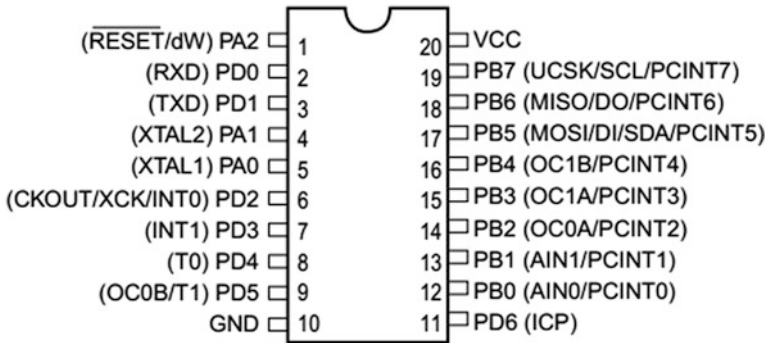 (RESET/dW) PA2 1 20 VCC
(RXD) PD0 2 19 PB7 (UCSK/SCL/PCINT7)
(TXD) PD1 3 18 PB6 (MISO/DO/PCINT6)
(XTAL2) PA1 4 17 PB5 (MOSI/DI/SDA/PCINT5)
(XTAL1) PA0 5 16 PB4 (OC1B/PCINT4)
(CKOUT/XCK/INT0) PD2 6 15 PB3 (OC1A/PCINT3)
(INT1) PD3 7 14 PB2 (OC0A/PCINT2)
(T0) PD4 8 13 PB1 (AIN1/PCINT1)
(OC0B/T1) PD5 9 12 PB0 (AIN0/PCINT0)
GND 10 11 PD6 (ICP)